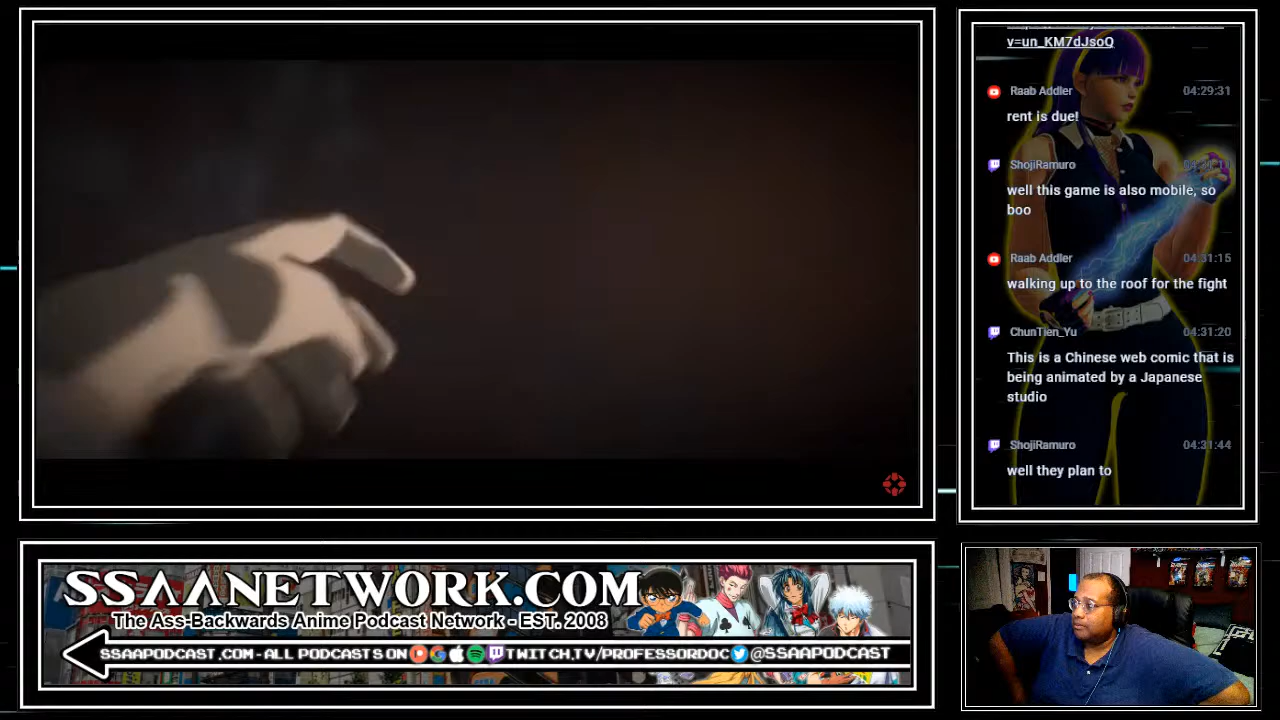 v=un_KM7dJsoQ
Raab Addler 04:29:31
rent is due!
ShojiRamuro
well this game is also mobile, so
boo
Raab Addler 04:31:15
walking up to the roof for the fight
ChunTien_Yu 04:31:20
This is a Chinese web comic that is
being animated by a Japanese
studio
ShojiRamuro 04:31:44
well they plan to
SSAANETWORK.COM
The Ass-Backwards Anime Podcast Network - EST. 2008
SSAAPODCAST.COM - ALL PODCASTS ON TWITCH.TV/PROFESSORDOC @SSAAPODCAST